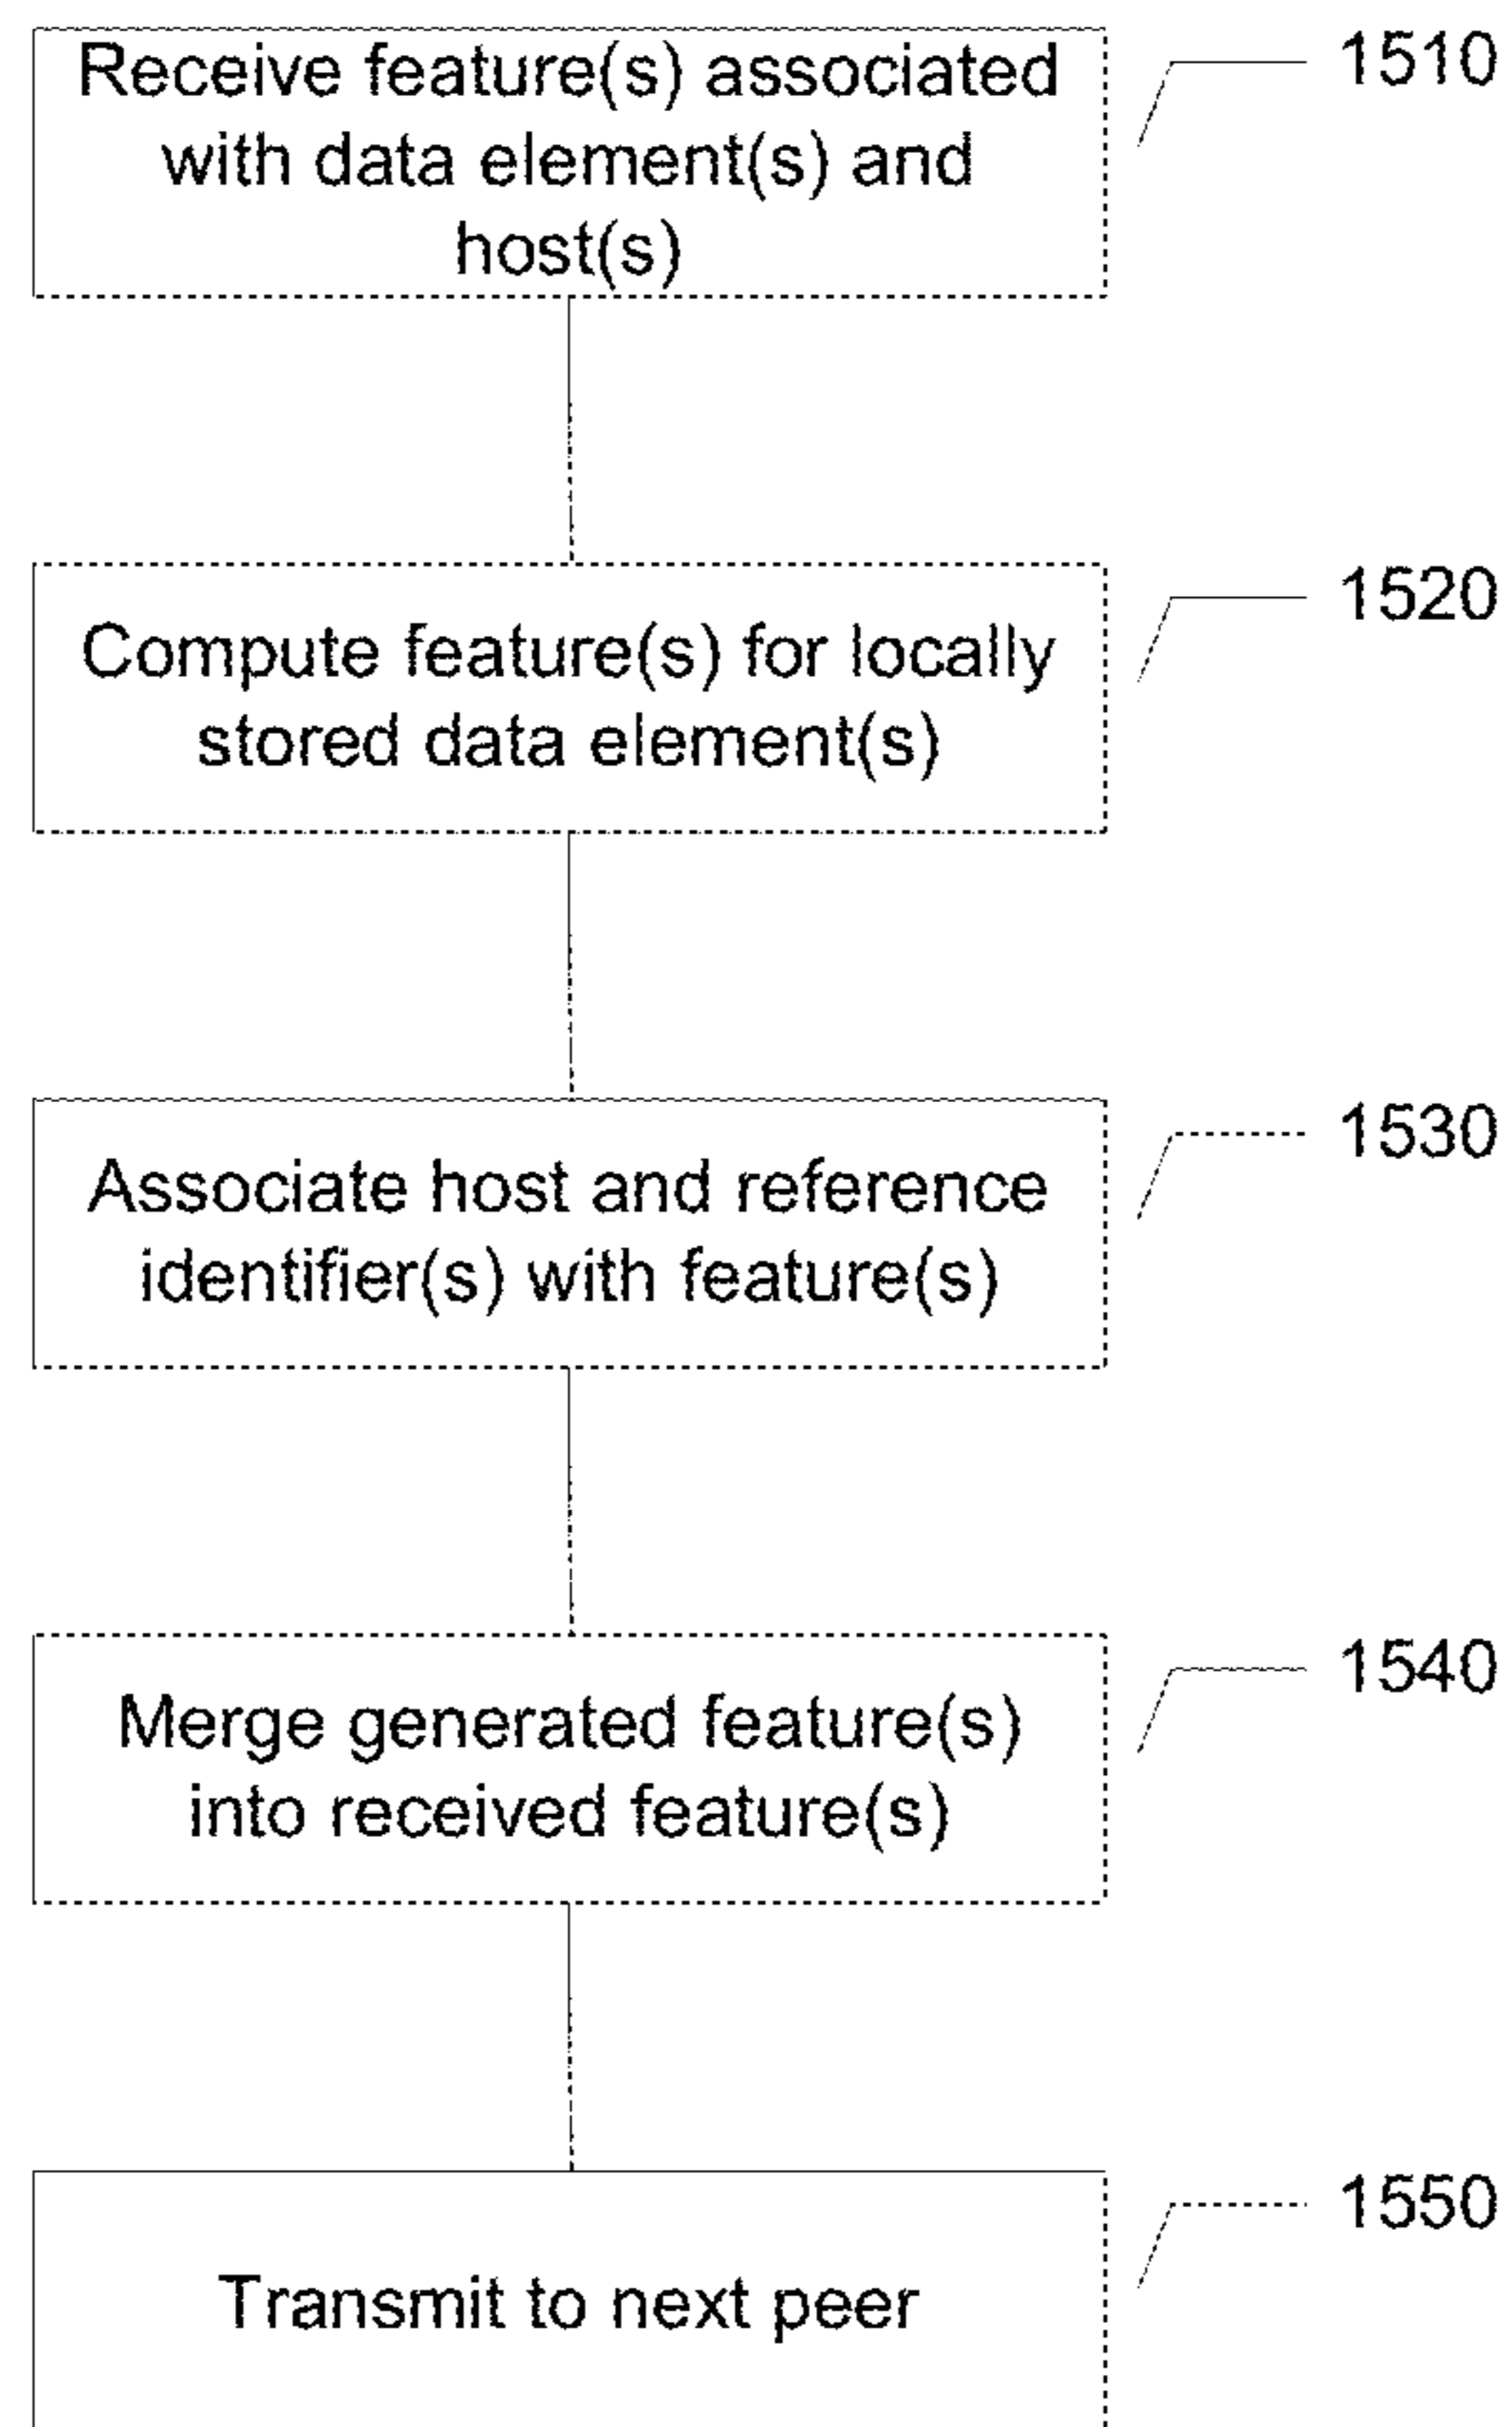 Receive feature(s) associated
with data element(s) and
host(s)
1510
Compute feature(s) for locally
stored data element(s)
1520
Associate host and reference
identifier(s) with feature(s)
1530
Merge generated feature(s)
into received feature(s)
1540
Transmit to next peer
1550